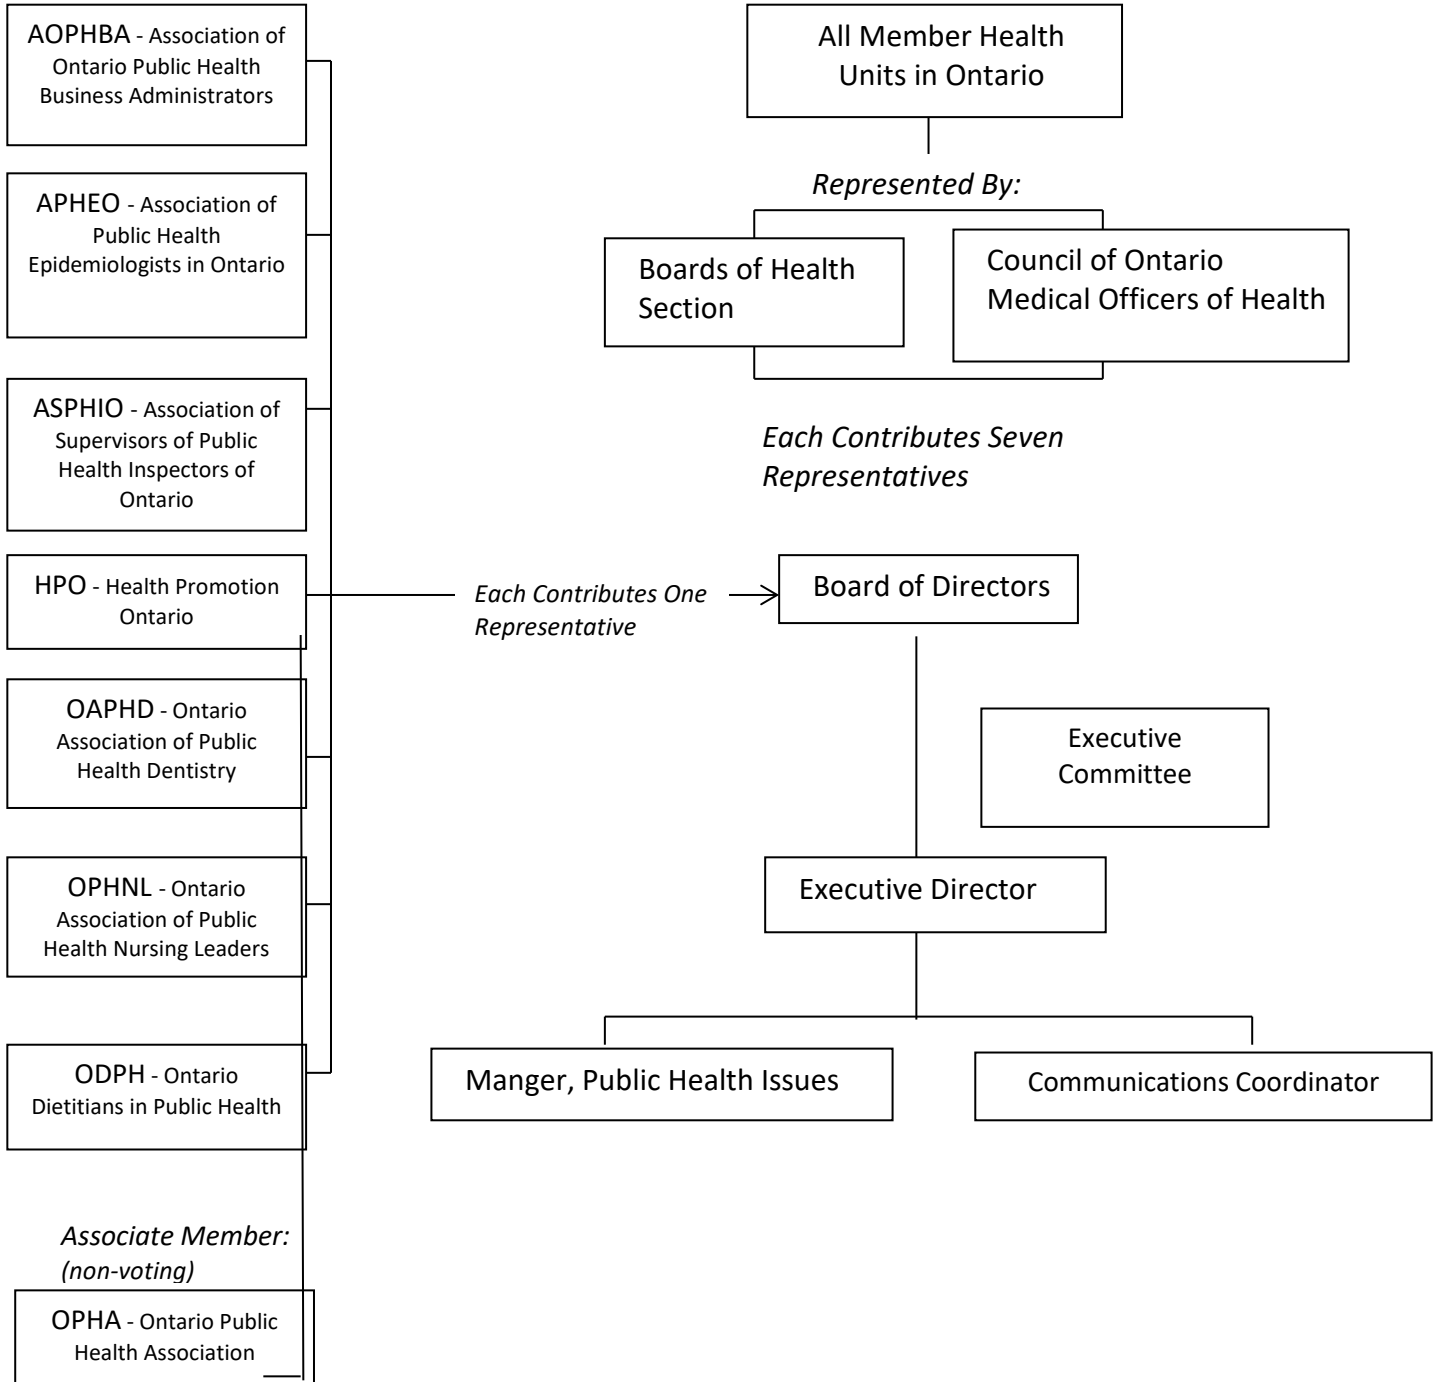 AOPHBA - Association of
Ontario Public Health
Business Administrators
APHEO - Association of
Public Health
Epidemiologists in Ontario
ASPHIO - Association of
Supervisors of Public
Health Inspectors of
Ontario
HPO - Health Promotion
Ontario
OAPHD - Ontario
Association of Public
Health Dentistry
OPHNL - Ontario
Association of Public
Health Nursing Leaders
ODPH - Ontario
Dietitians in Public Health
Associate Member:
(non-voting)
OPHA - Ontario Public
Health Association
All Member Health
Units in Ontario
Represented By:
Boards of Health
Section
Council of Ontario
Medical Officers of Health
Each Contributes Seven
Representatives
Each Contributes One
Representative
Board of Directors
Executive
Committee
Executive Director
Manger, Public Health Issues
Communications Coordinator